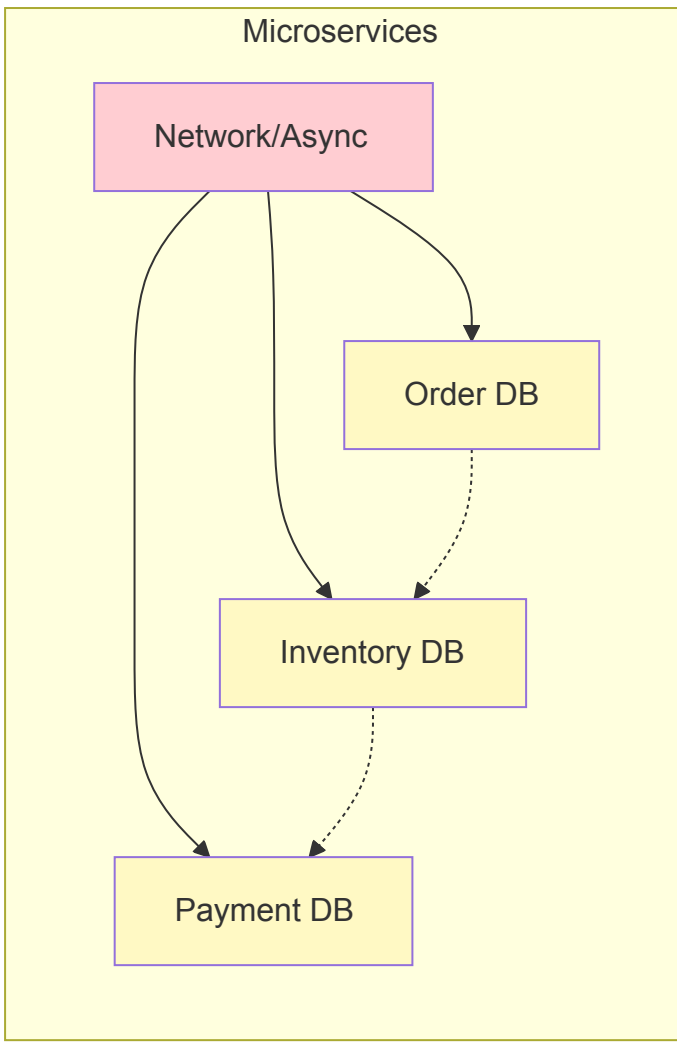 Microservices
Network/Async
Order DB
Inventory DB
Payment DB